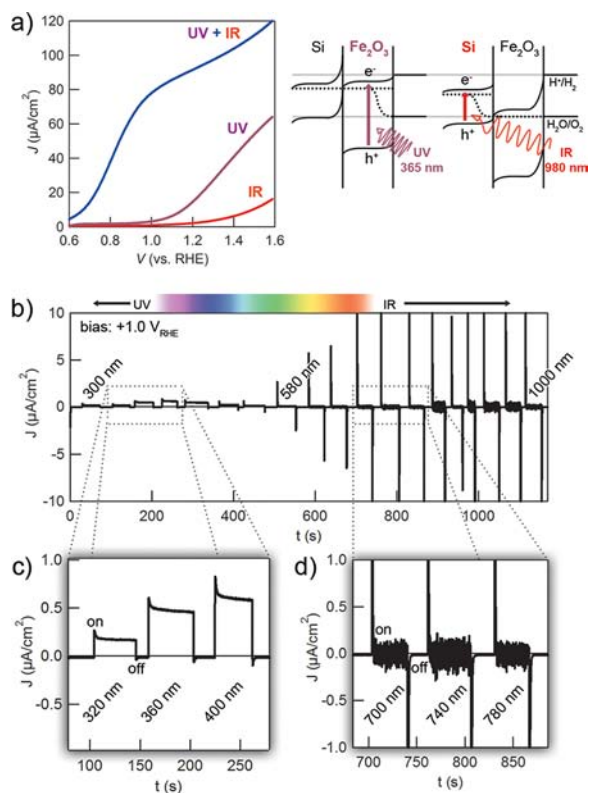 a)
120
100
80
60
40
20
0
J (μA/cm²)
UV + IR
UV
IR
0.6 0.8 1.0 1.2 1.4 1.6
V (vs. RHE)
Si Fe₂O₃
e⁻
h⁺
UV
365 nm
Si Fe₂O₃
e⁻
H⁺/H₂
H₂O/O₂
h⁺
IR
980 nm
b)
UV IR
bias: +1.0 V_RHE
10
5
0
-5
-10
J (μA/cm²)
300 nm
580 nm
1000 nm
0 200 400 600 800 1000
t (s)
c)
1.0
0.5
0.0
-0.5
J (μA/cm²)
on
off
320 nm
360 nm
400 nm
100 150 200 250
t (s)
d)
1.0
0.5
0.0
-0.5
-1.0
J (μA/cm²)
on
off
700 nm
740 nm
780 nm
700 750 800 850
t (s)